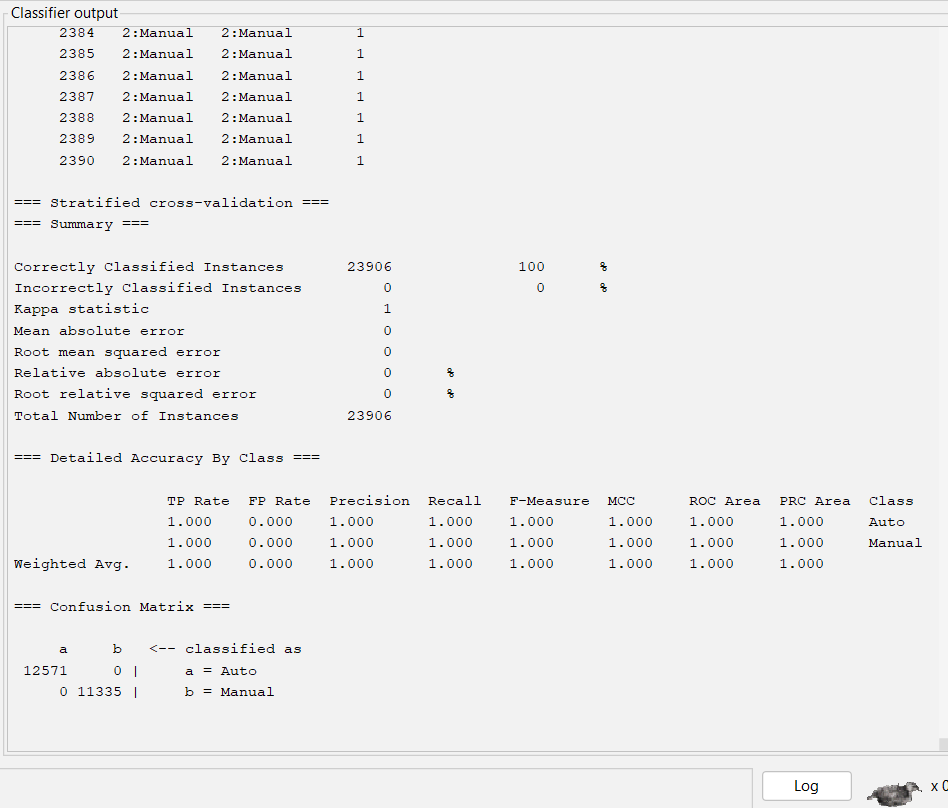 Classifier output
2384 2:Manual 2:Manual 1
2385 2:Manual 2:Manual 1
2386 2:Manual 2:Manual 1
2387 2:Manual 2:Manual 1
2388 2:Manual 2:Manual 1
2389 2:Manual 2:Manual 1
2390 2:Manual 2:Manual 1
=== Stratified cross-validation ===
=== Summary ===
Correctly Classified Instances 23906 100 %
Incorrectly Classified Instances 0 0 %
Kappa statistic 1
Mean absolute error 0
Root mean squared error 0
Relative absolute error 0 %
Root relative squared error 0 %
Total Number of Instances 23906
=== Detailed Accuracy By Class ===
TP Rate FP Rate Precision Recall F-Measure MCC ROC Area PRC Area Class
1.000 0.000 1.000 1.000 1.000 1.000 1.000 1.000 Auto
1.000 0.000 1.000 1.000 1.000 1.000 1.000 1.000 Manual
Weighted Avg. 1.000 0.000 1.000 1.000 1.000 1.000 1.000 1.000
=== Confusion Matrix ===
a b <-- classified as
12571 0 | a = Auto
0 11335 | b = Manual
Log
x 0